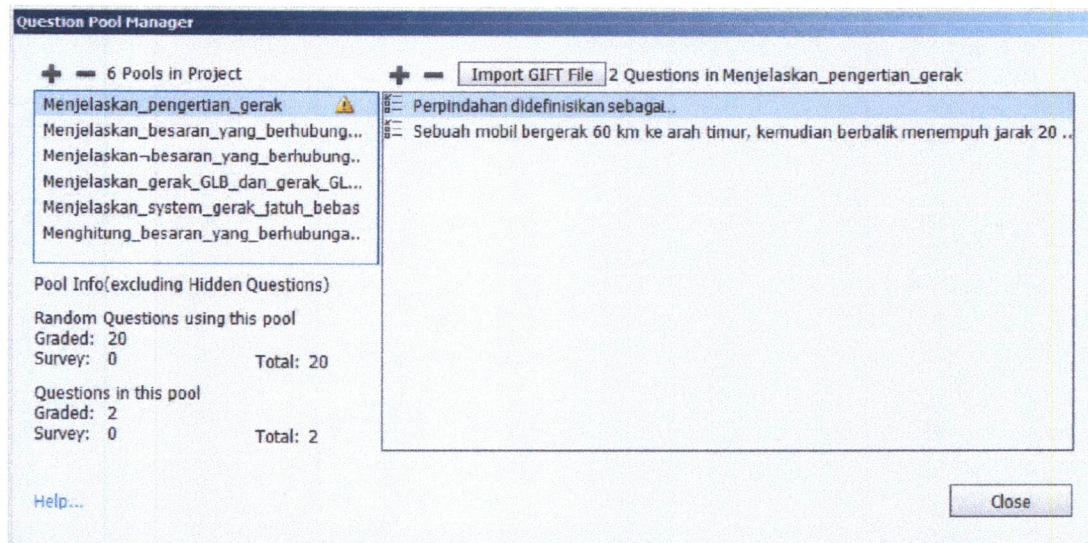 Question Pool Manager
6 Pools in Project
Import GIFT File 2 Questions in Menjelaskan_pengertian_gerak
Menjelaskan_pengertian_gerak
Menjelaskan_besaran_yang_berhubung...
Menjelaskan¬besaran_yang_berhubung..
Menjelaskan_gerak_GLB_dan_gerak_GL...
Menjelaskan_system_gerak_jatuh_bebas
Menghitung_besaran_yang_berhubunga..
Perpindahan didefinisikan sebagai...
Sebuah mobil bergerak 60 km ke arah timur, kemudian berbalik menempuh jarak 20 ..
Pool Info(excluding Hidden Questions)
Random Questions using this pool
Graded: 20
Survey: 0 Total: 20
Questions in this pool
Graded: 2
Survey: 0 Total: 2
Help...
Close